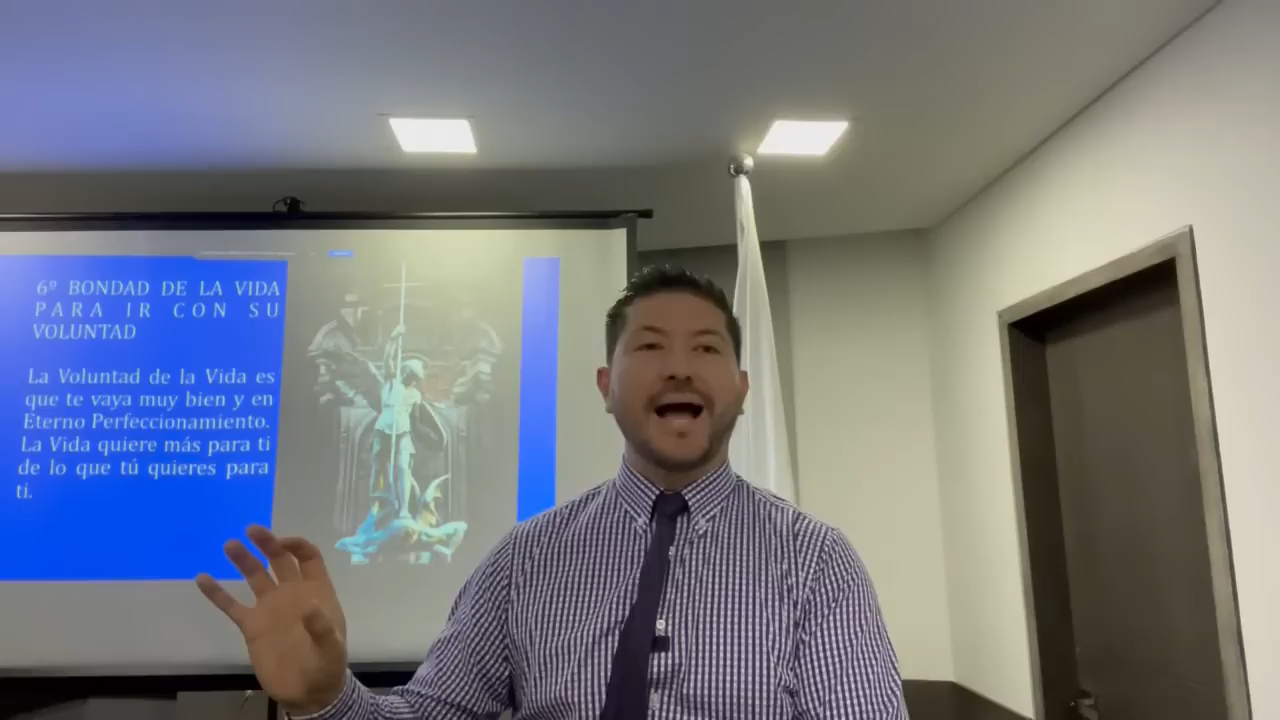 6º BONDAD DE LA VIDA
PARA IR CON SU
VOLUNTAD
La Voluntad de la Vida es
que te vaya muy bien y en
Eterno Perfeccionamiento.
La Vida quiere más para ti
de lo que tú quieres para
ti.